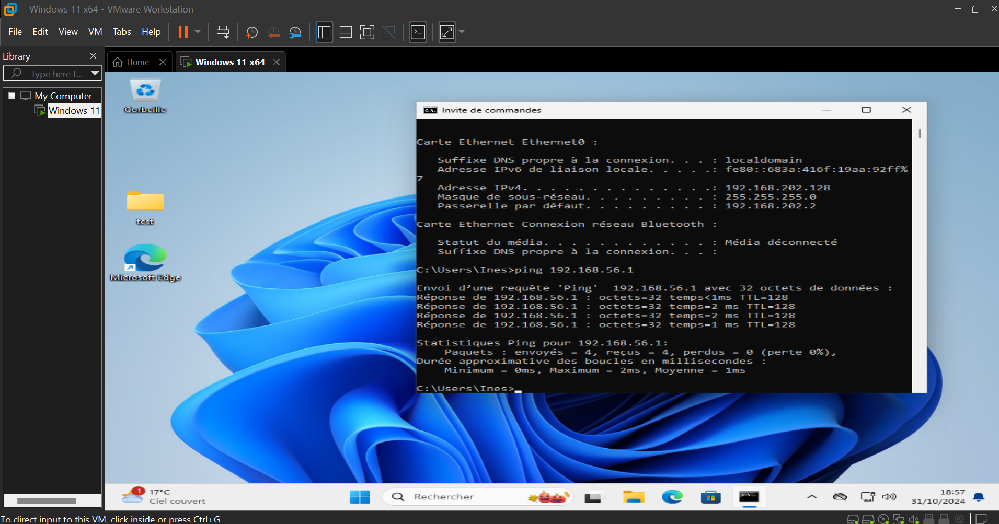 Windows 11 x64 - VMware Workstation
File Edit View VM Tabs Help
Library
Type here t...
My Computer
Windows 11
Home
Windows 11 x64
Corbeille
test
Microsoft Edge
Invite de commandes
Carte Ethernet Ethernet0 :
Suffixe DNS propre à la connexion. . . : localdomain
Adresse IPv6 de liaison locale. . . . .: fe80::683a:416f:19aa:92ff%
7
Adresse IPv4. . . . . . . . . . . . . .: 192.168.202.128
Masque de sous-réseau. . . . . . . . . : 255.255.255.0
Passerelle par défaut. . . . . . . . . : 192.168.202.2
Carte Ethernet Connexion réseau Bluetooth :
Statut du média. . . . . . . . . . . . : Média déconnecté
Suffixe DNS propre à la connexion. . . :
C:\Users\Ines>ping 192.168.56.1
Envoi d’une requête 'Ping'  192.168.56.1 avec 32 octets de données :
Réponse de 192.168.56.1 : octets=32 temps<1ms TTL=128
Réponse de 192.168.56.1 : octets=32 temps=2 ms TTL=128
Réponse de 192.168.56.1 : octets=32 temps=2 ms TTL=128
Réponse de 192.168.56.1 : octets=32 temps=1 ms TTL=128
Statistiques Ping pour 192.168.56.1:
Paquets : envoyés = 4, reçus = 4, perdus = 0 (perte 0%),
Durée approximative des boucles en millisecondes :
Minimum = 0ms, Maximum = 2ms, Moyenne = 1ms
C:\Users\Ines>
1
17°C
Ciel couvert
Rechercher
18:57
31/10/2024
To direct input to this VM, click inside or press Ctrl+G.